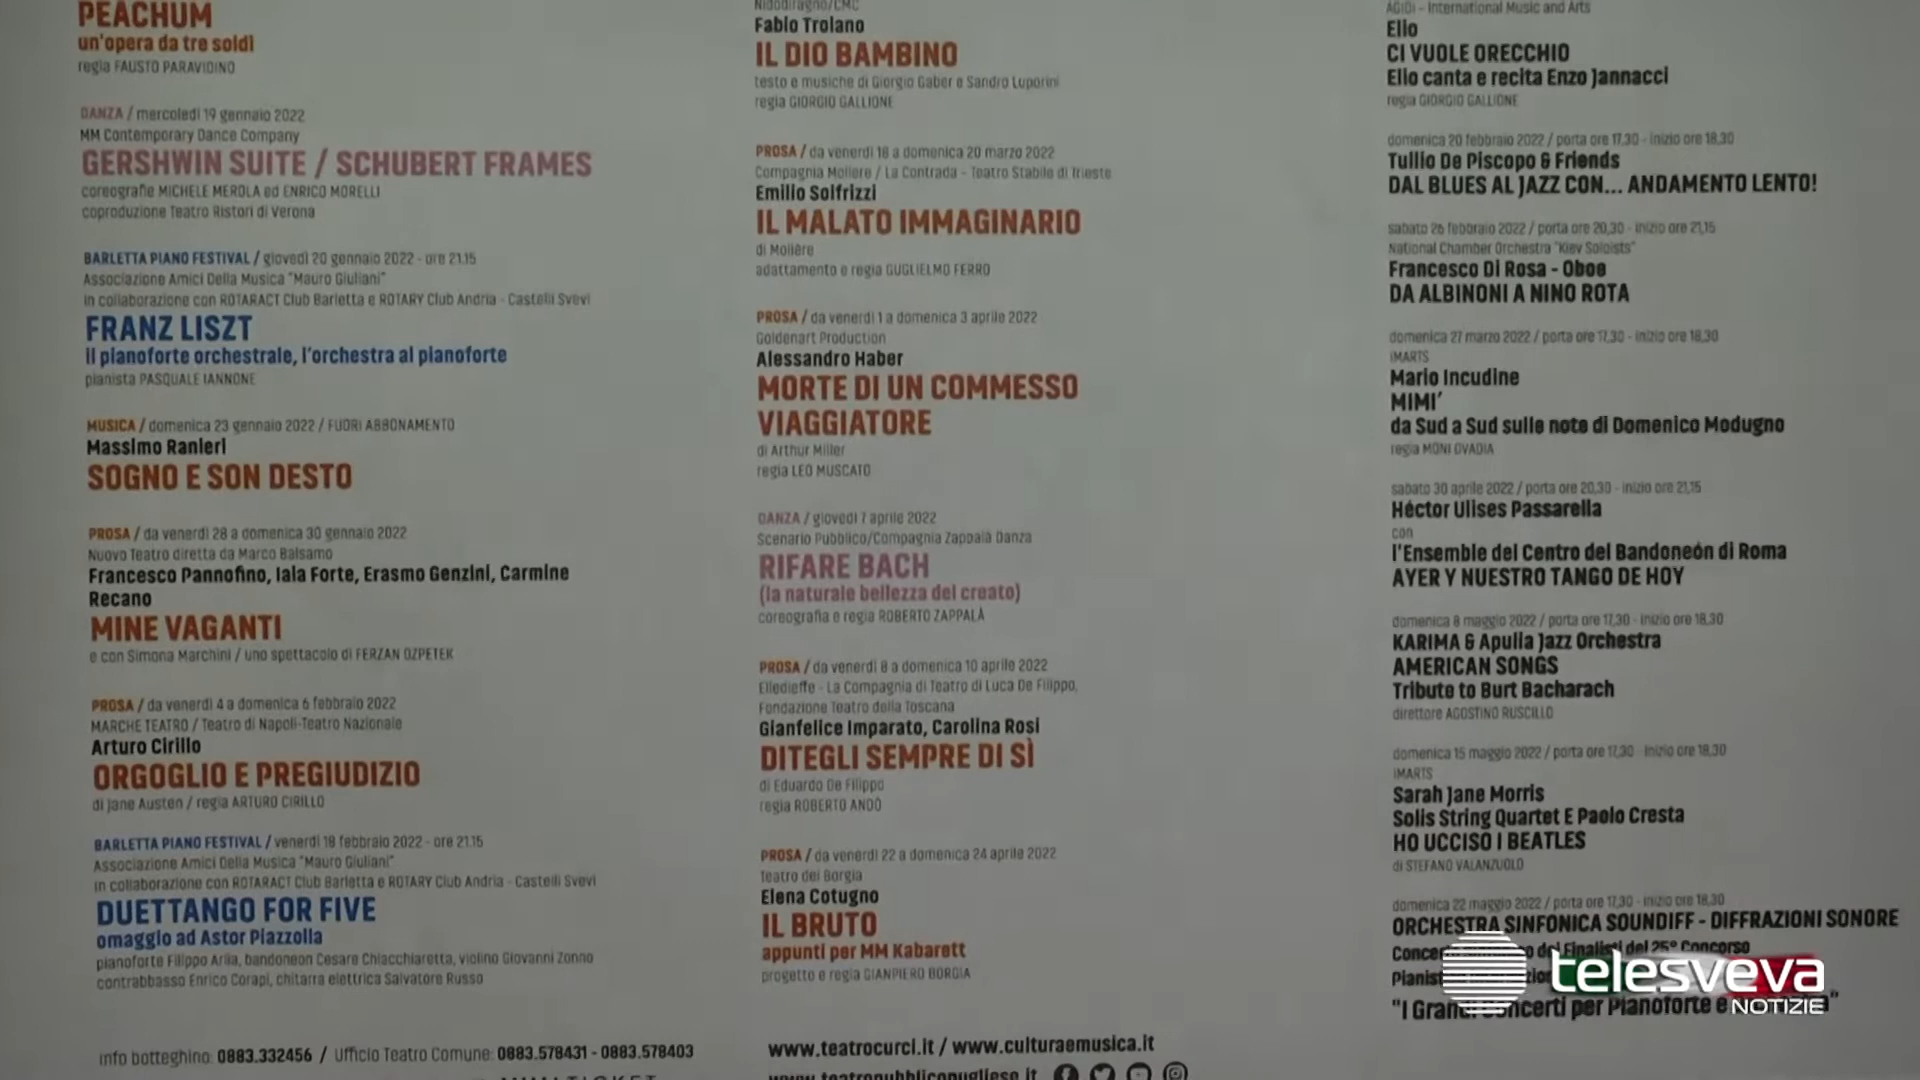 PEACHUM
un'opera da tre soldi
regia FAUSTO PARAVIDINO
DANZA / mercoledì 19 gennaio 2022
MM Contemporary Dance Company
GERSHWIN SUITE / SCHUBERT FRAMES
coreografie MICHELE MEROLA ed ENRICO MORELLI
coproduzione Teatro Ristori di Verona
BARLETTA PIANO FESTIVAL / giovedì 20 gennaio 2022 - ore 21.15
Associazione Amici Della Musica "Mauro Giuliani"
in collaborazione con ROTARACT Club Barletta e ROTARY Club Andria - Castelli Svevi
FRANZ LISZT
il pianoforte orchestrale, l'orchestra al pianoforte
pianista PASQUALE IANNONE
MUSICA / domenica 23 gennaio 2022 / FUORI ABBONAMENTO
Massimo Ranieri
SOGNO E SON DESTO
PROSA / da venerdì 28 a domenica 30 gennaio 2022
Nuovo Teatro diretta da Marco Balsamo
Francesco Pannofino, Iaia Forte, Erasmo Genzini, Carmine
Recano
MINE VAGANTI
e con Simona Marchini / uno spettacolo di FERZAN OZPETEK
PROSA / da venerdì 4 a domenica 6 febbraio 2022
MARCHE TEATRO / Teatro di Napoli-Teatro Nazionale
Arturo Cirillo
ORGOGLIO E PREGIUDIZIO
di Jane Austen / regia ARTURO CIRILLO
BARLETTA PIANO FESTIVAL / venerdì 18 febbraio 2022 - ore 21.15
Associazione Amici Della Musica "Mauro Giuliani"
in collaborazione con ROTARACT Club Barletta e ROTARY Club Andria - Castelli Svevi
DUETTANGO FOR FIVE
omaggio ad Astor Piazzolla
pianoforte Filippo Arlia, bandoneon Cesare Chiacchiaretta, violino Giovanni Zonno
contrabbasso Enrico Corapi, chitarra elettrica Salvatore Russo
info botteghino: 0883.332456 / Ufficio Teatro Comune: 0883.578431 - 0883.578403
Nidodiragno/CMC
Fabio Troiano
IL DIO BAMBINO
testo e musiche di Giorgio Gaber e Sandro Luporini
regia GIORGIO GALLIONE
PROSA / da venerdì 18 a domenica 20 marzo 2022
Compagnia Moliere / La Contrada - Teatro Stabile di Trieste
Emilio Solfrizzi
IL MALATO IMMAGINARIO
di Molière
adattamento e regia GUGLIELMO FERRO
PROSA / da venerdì 1 a domenica 3 aprile 2022
Goldenart Production
Alessandro Haber
MORTE DI UN COMMESSO
VIAGGIATORE
di Arthur Miller
regia LEO MUSCATO
DANZA / giovedì 7 aprile 2022
Scenario Pubblico/Compagnia Zappalà Danza
RIFARE BACH
(la naturale bellezza del creato)
coreografia e regia ROBERTO ZAPPALÀ
PROSA / da venerdì 8 a domenica 10 aprile 2022
Elledieffe - La Compagnia di Teatro di Luca De Filippo,
Fondazione Teatro della Toscana
Gianfelice Imparato, Carolina Rosi
DITEGLI SEMPRE DI SÌ
di Eduardo De Filippo
regia ROBERTO ANDÒ
PROSA / da venerdì 22 a domenica 24 aprile 2022
Teatro dei Borgia
Elena Cotugno
IL BRUTO
appunti per MM Kabarett
progetto e regia GIANPIERO BORGIA
www.teatrocurci.it / www.culturaemusica.it
www.teatropubblicopugliese.it
AGIDI - International Music and Arts
Elio
CI VUOLE ORECCHIO
Elio canta e recita Enzo Jannacci
regia GIORGIO GALLIONE
domenica 20 febbraio 2022 / porta ore 17,30 - inizio ore 18,30
Tullio De Piscopo & Friends
DAL BLUES AL JAZZ CON... ANDAMENTO LENTO!
sabato 26 febbraio 2022 / porta ore 20,30 - inizio ore 21,15
National Chamber Orchestra "Kiev Soloists"
Francesco Di Rosa - Oboe
DA ALBINONI A NINO ROTA
domenica 27 marzo 2022 / porta ore 17,30 - inizio ore 18,30
IMARTS
Mario Incudine
MIMI'
da Sud a Sud sulle note di Domenico Modugno
regia MONI OVADIA
sabato 30 aprile 2022 / porta ore 20,30 - inizio ore 21,15
Héctor Ulises Passarella
con
l'Ensemble del Centro del Bandoneón di Roma
AYER Y NUESTRO TANGO DE HOY
domenica 8 maggio 2022 / porta ore 17,30 - inizio ore 18,30
KARIMA & Apulia Jazz Orchestra
AMERICAN SONGS
Tribute to Burt Bacharach
direttore AGOSTINO RUSCILLO
domenica 15 maggio 2022 / porta ore 17,30 - inizio ore 18,30
IMARTS
Sarah Jane Morris
Solis String Quartet E Paolo Cresta
HO UCCISO I BEATLES
di STEFANO VALANZUOLO
domenica 22 maggio 2022 / porta ore 17,30 - inizio ore 18,30
ORCHESTRA SINFONICA SOUNDIFF - DIFFRAZIONI SONORE
dei Finalisti del 25° Concorso
"I Grandi Concerti per Pianoforte e
telesveva
NOTIZIE